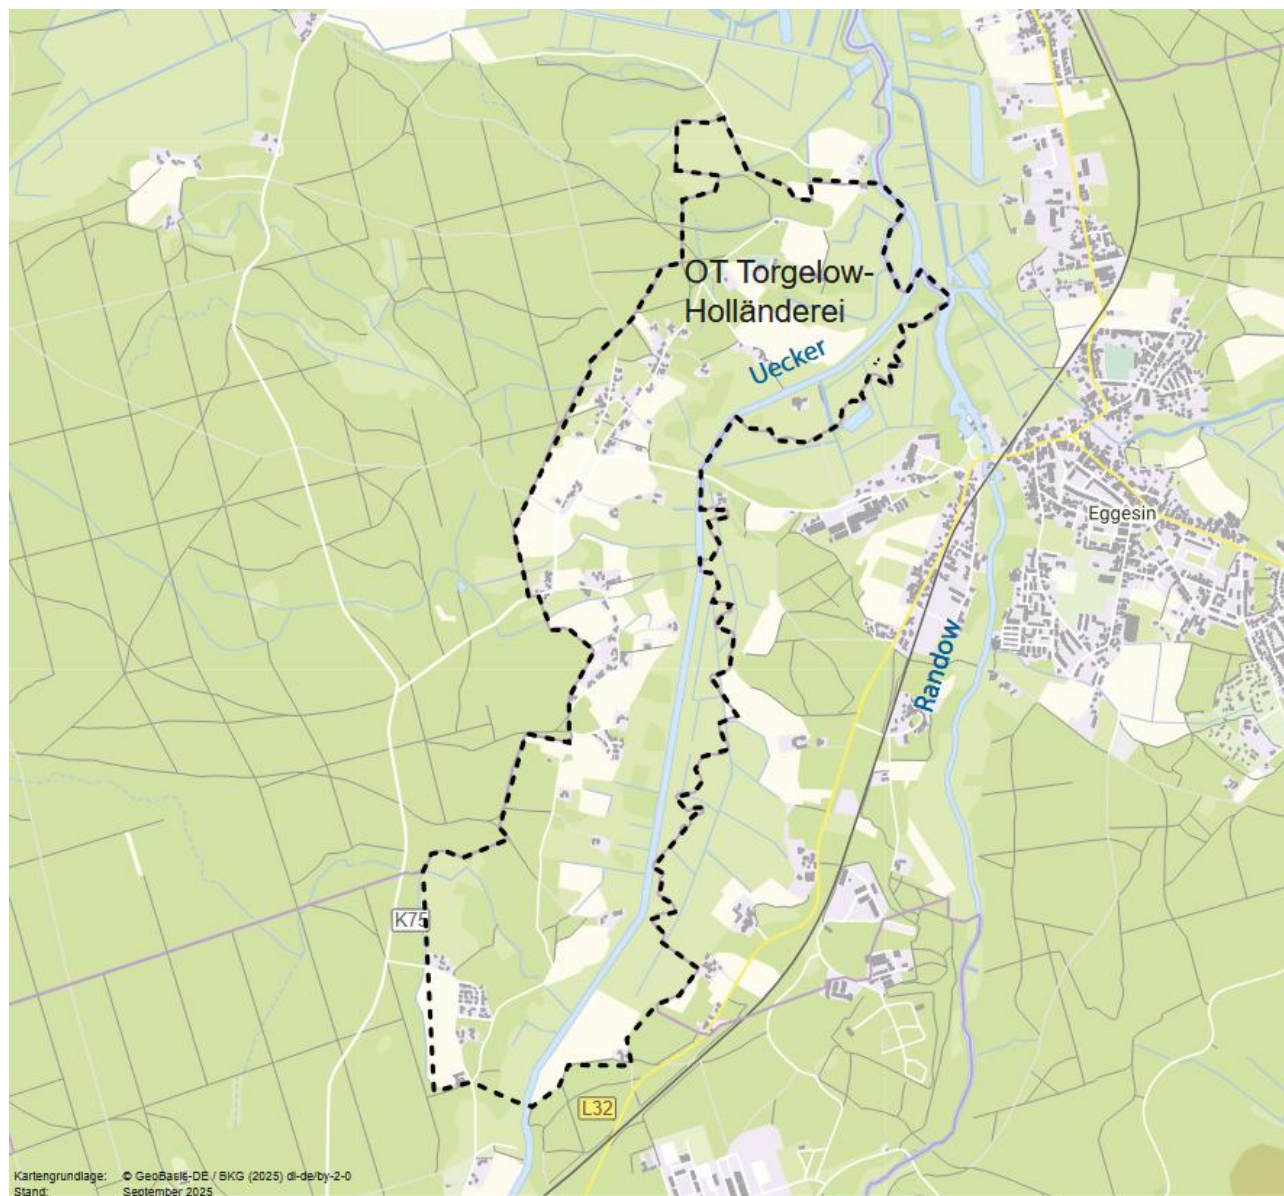 OT Torgelow-
Holländerei
Uecker
Eggesin
Randow
K75
L32
Kartengrundlage: © GeoBasis-DE / BKG (2025) dl-de/by-2-0
Stand: September 2025